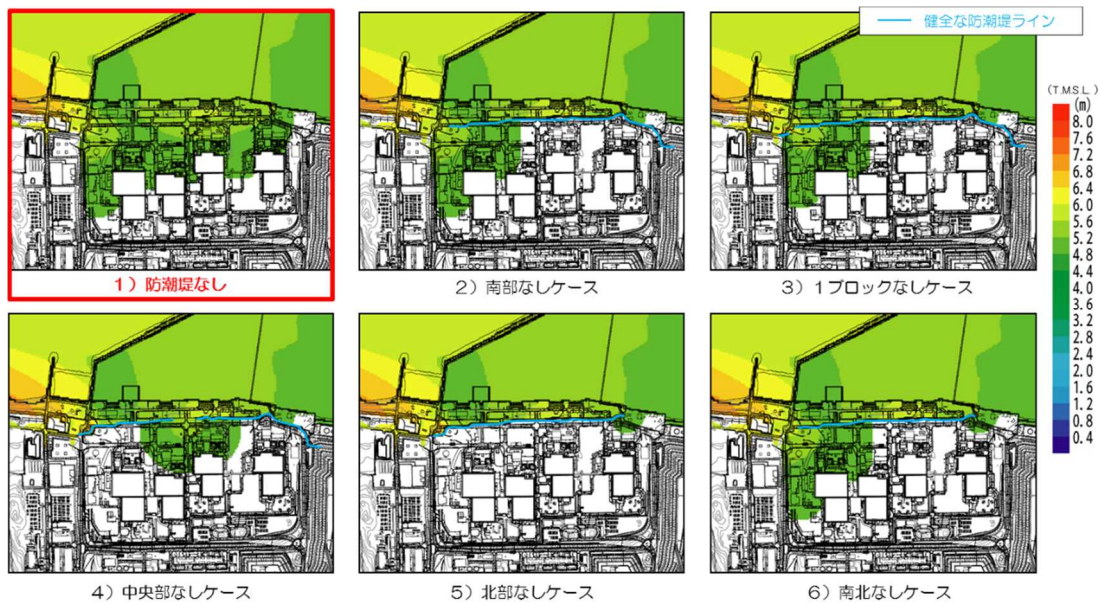 健全な防潮堤ライン
(T.M.S.L.)
(m)
8.0
7.6
7.2
6.8
6.4
6.0
5.6
5.2
4.8
4.4
4.0
3.6
3.2
2.8
2.4
2.0
1.6
1.2
0.8
0.4
1）防潮堤なし
2）南部なしケース
3）1ブロックなしケース
4）中央部なしケース
5）北部なしケース
6）南北なしケース